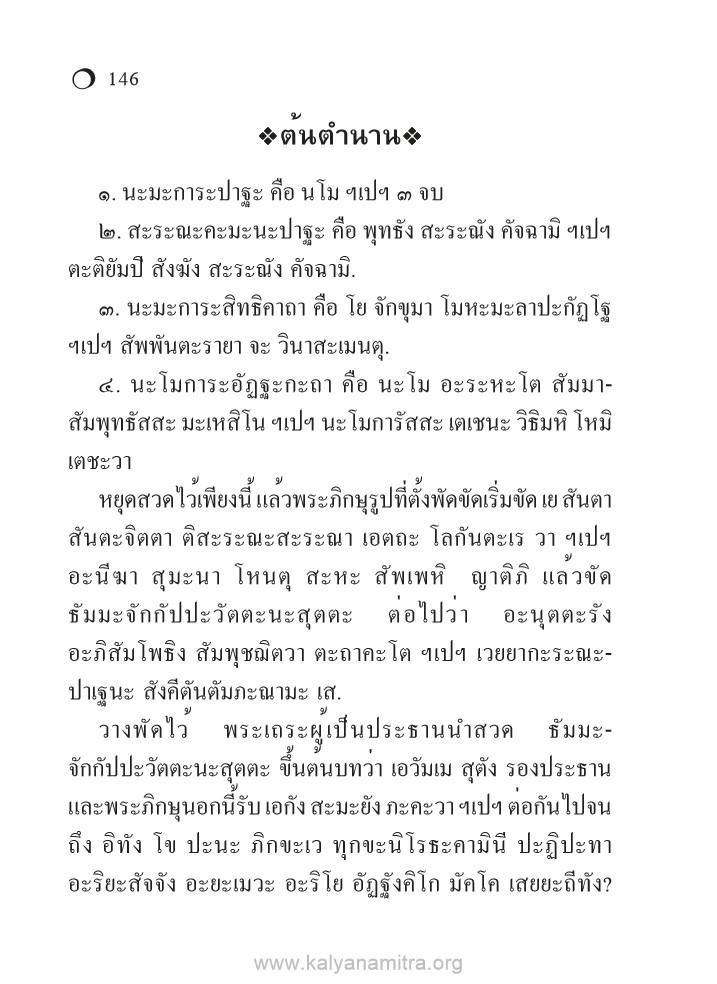 146
❖ต้นตำนาน❖
๑. นะมะการะปาฐะ คือ นโม ฯเปฯ ๓ จบ
๒. สะระณะคะมะนะปาฐะ คือ พุทธัง สะระณัง คัจฉามิ ฯเปฯ
ตะติยัมปิ สังฆัง สะระณัง คัจฉามิ.
๓. นะมะการะสิทธิคาถา คือ โย จักขุมา โมหะมะลาปะกัฏโฐ
ฯเปฯ สัพพันตะรายา จะ วินาสะเมนตุ.
๔. นะโมการะอัฏฐะกะถา คือ นะโม อะระหะโต สัมมา-
สัมพุทธัสสะ มะเหสิโน ฯเปฯ นะโมการัสสะ เตเชนะ วิธิมหิ โหมิ
เตชะวา
หยุดสวดไว้เพียงนี้ แล้วพระภิกษุรูปที่ตั้งพัดขัดเริ่มขัด เย สันตา
สันตะจิตตา ติสะระณะสะระณา เอตถะ โลกันตะเร วา ฯเปฯ
อะนีฆา สุมะนา โหนตุ สะหะ สัพเพหิ ญาติภิ แล้วขัด
ธัมมะจักกัปปะวัตตะนะสุตตะ ต่อไปว่า อะนุตตะรัง
อะภิสัมโพธิง สัมพุชฌิตวา ตะถาคะโต ฯเปฯ เวยยากะระณะ-
ปาเฐนะ สังคีตันตัมภะณามะ เส.
วางพัดไว้ พระเถระผู้เป็นประธานนำสวด ธัมมะ-
จักกัปปะวัตตะนะสุตตะ ขึ้นต้นบทว่า เอวัมเม สุตัง รองประธาน
และพระภิกษุนอกนี้รับ เอกัง สะมะยัง ภะคะวา ฯเปฯ ต่อกันไปจน
ถึง อิทัง โข ปะนะ ภิกขะเว ทุกขะนิโรธะคามินี ปะฏิปะทา
อะริยะสัจจัง อะยะเมวะ อะริโย อัฏฐังคิโก มัคโค เสยยะถีทัง?
www.kalyanamitra.org